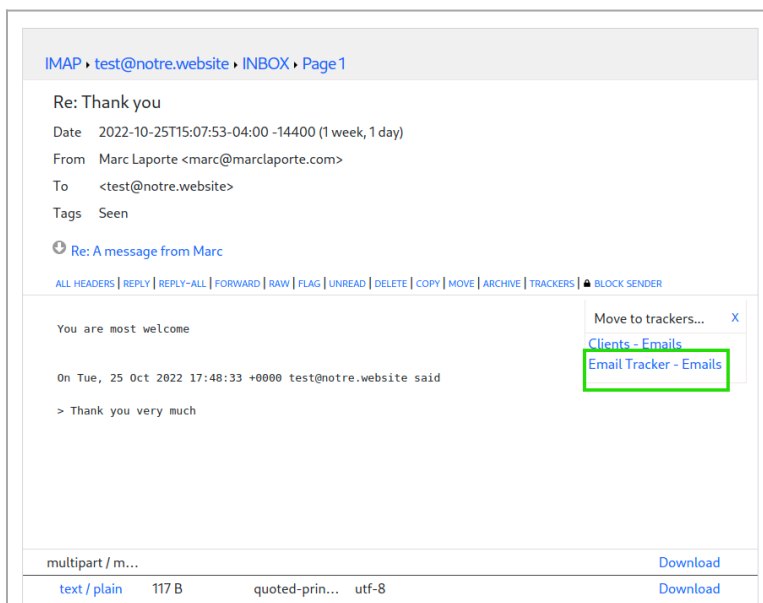 IMAP ▸ test@notre.website ▸ INBOX ▸ Page 1
Re: Thank you
Date 2022-10-25T15:07:53-04:00 -14400 (1 week, 1 day)
From Marc Laporte <marc@marclaporte.com>
To <test@notre.website>
Tags Seen
Re: A message from Marc
ALL HEADERS | REPLY | REPLY-ALL | FORWARD | RAW | FLAG | UNREAD | DELETE | COPY | MOVE | ARCHIVE | TRACKERS | BLOCK SENDER
Move to trackers... X
Clients - Emails
Email Tracker - Emails
You are most welcome
On Tue, 25 Oct 2022 17:48:33 +0000 test@notre.website said
> Thank you very much
multipart / m... Download
text / plain 117 B quoted-prin... utf-8 Download